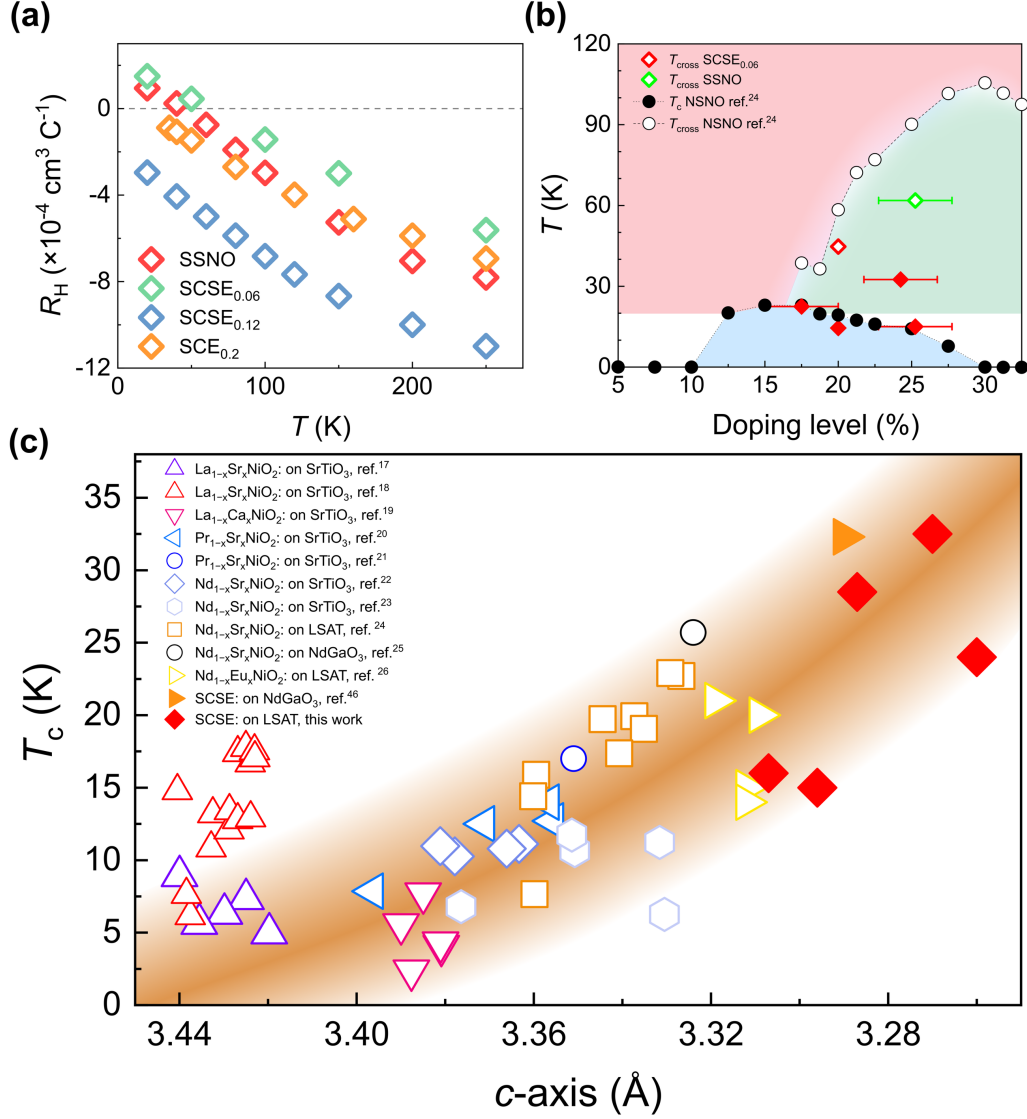 (a)
R_H (×10⁻⁴ cm³ C⁻¹)
0
-4
-8
-12
SSNO
SCSE₀.₀₆
SCSE₀.₁₂
SCE₀.₂
0
100
200
T (K)
(b)
T (K)
120
90
60
30
0
T_cross SCSE₀.₀₆
T_cross SSNO
T_c NSNO ref.²⁴
T_cross NSNO ref.²⁴
5
10
15
20
25
30
Doping level (%)
(c)
T_c (K)
35
30
25
20
15
10
5
0
La₁₋ₓSrₓNiO₂: on SrTiO₃, ref.¹⁷
La₁₋ₓSrₓNiO₂: on SrTiO₃, ref.¹⁸
La₁₋ₓCaₓNiO₂: on SrTiO₃, ref.¹⁹
Pr₁₋ₓSrₓNiO₂: on SrTiO₃, ref.²⁰
Pr₁₋ₓSrₓNiO₂: on SrTiO₃, ref.²¹
Nd₁₋ₓSrₓNiO₂: on SrTiO₃, ref.²²
Nd₁₋ₓSrₓNiO₂: on SrTiO₃, ref.²³
Nd₁₋ₓSrₓNiO₂: on LSAT, ref.²⁴
Nd₁₋ₓSrₓNiO₂: on NdGaO₃, ref.²⁵
Nd₁₋ₓEuₓNiO₂: on LSAT, ref.²⁶
SCSE: on NdGaO₃, ref.⁴⁶
SCSE: on LSAT, this work
3.44
3.40
3.36
3.32
3.28
c-axis (Å)